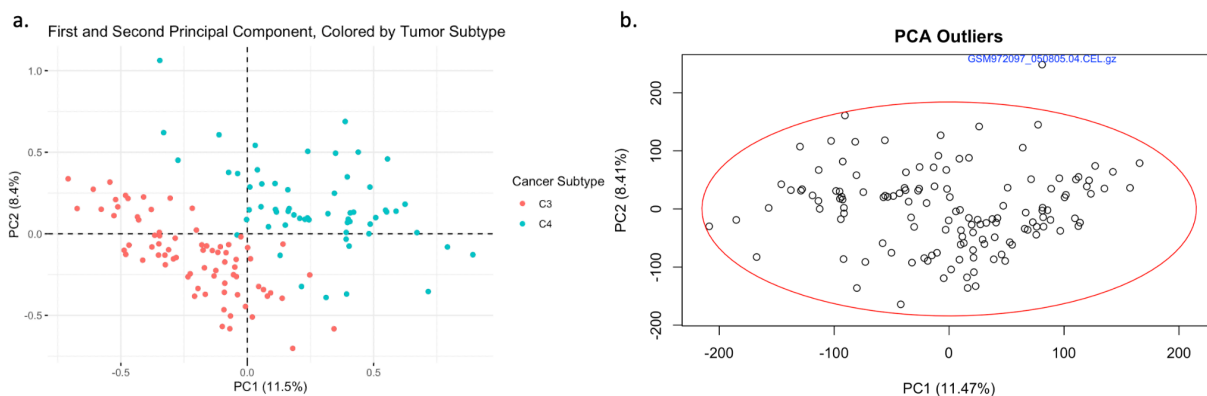 a.
First and Second Principal Component, Colored by Tumor Subtype
1.0
0.5
0.0
-0.5
PC2 (8.4%)
-0.5
0.0
0.5
PC1 (11.5%)
Cancer Subtype
C3
C4
b.
PCA Outliers
GSM972097_050805.04.CEL.gz
200
100
0
-100
-200
PC2 (8.41%)
-200
-100
0
100
200
PC1 (11.47%)